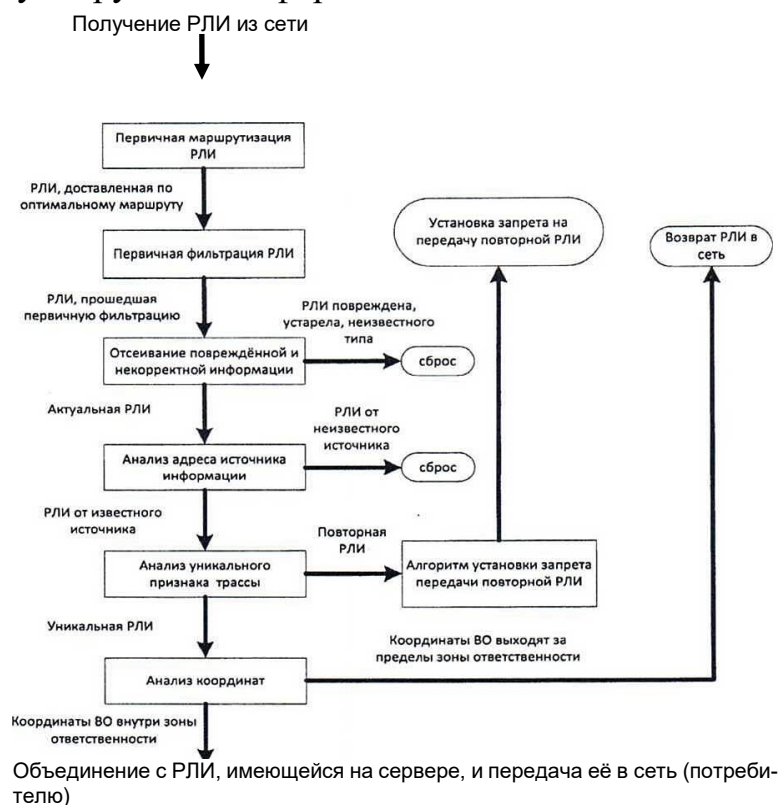 Получение РЛИ из сети
Первичная маршрутизация
РЛИ
РЛИ, доставленная по
оптимальному маршруту
Установка запрета на
передачу повторной РЛИ
Возврат РЛИ в
сеть
Первичная фильтрация РЛИ
РЛИ, прошедшая
первичную фильтрацию
РЛИ повреждена,
устарела, неизвестного
типа
Отсеивание повреждённой и
некорректной информации
сброс
Актуальная РЛИ
РЛИ от
неизвестного
источника
Анализ адреса источника
информации
сброс
РЛИ от известного
источника
Повторная
РЛИ
Анализ уникального
признака трассы
Алгоритм установки запрета
передачи повторной РЛИ
Уникальная РЛИ
Координаты ВО выходят за
пределы зоны ответственности
Анализ координат
Координаты ВО внутри зоны
ответственности
Объединение с РЛИ, имеющейся на сервере, и передача её в сеть (потреби-
телю)